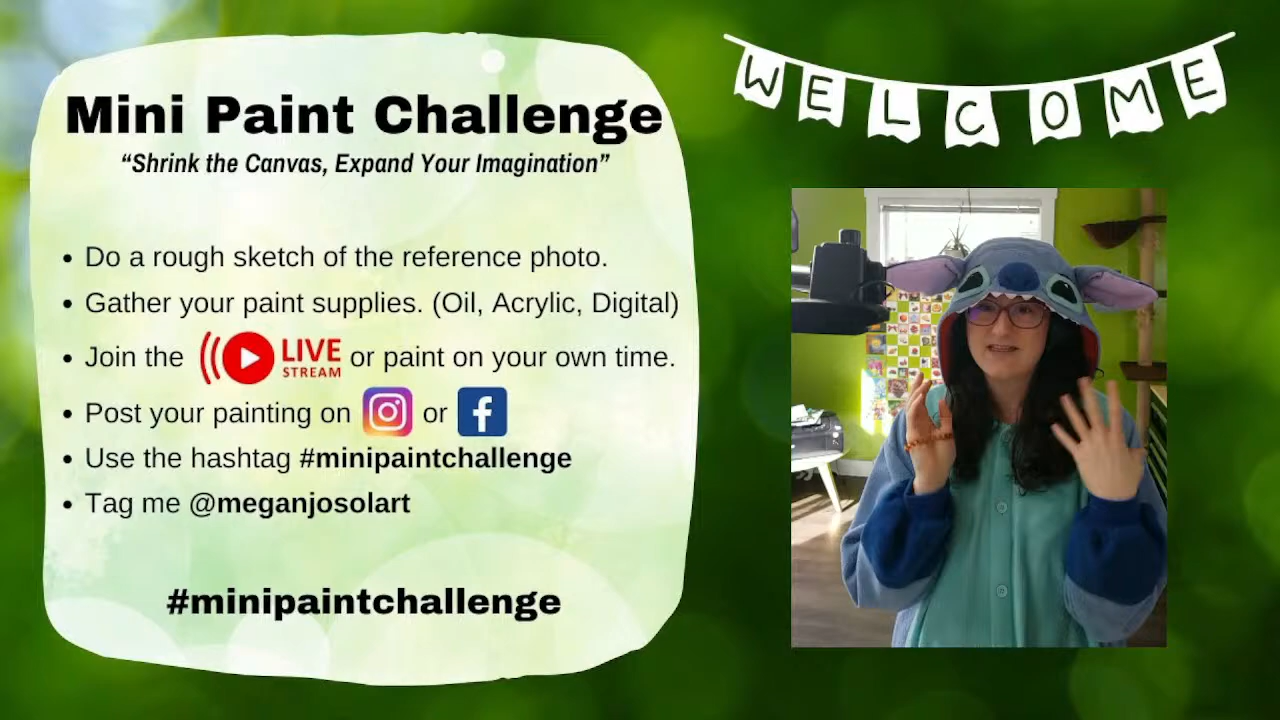 Mini Paint Challenge
“Shrink the Canvas, Expand Your Imagination”
• Do a rough sketch of the reference photo.
• Gather your paint supplies. (Oil, Acrylic, Digital)
• Join the LIVE STREAM or paint on your own time.
• Post your painting on or
• Use the hashtag #minipaintchallenge
• Tag me @meganjosolart
#minipaintchallenge
WELCOME